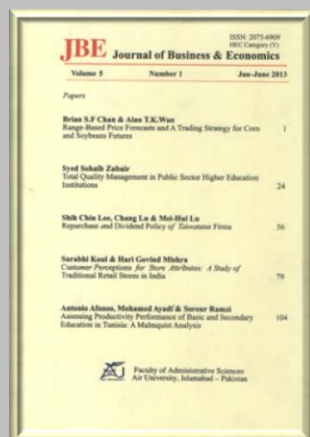 ISSN: 2075-6909
HEC Category (Y)
JBE Journal of Business & Economics
Volume 5 Number 1 Jan-June 2013
Papers
Brian S.F Chan & Alan T.K.Wan
Range-Based Price Forecasts and A Trading Strategy for Corn 1
and Soybeans Futures
Syed Sohaib Zubair
Total Quality Management in Public Sector Higher Education
Institutions 24
Shih Chin Lee, Chang Lu & Mei-Hui Lu
Repurchase and Dividend Policy of Taiwanese Firms 56
Surabhi Koul & Hari Govind Mishra
Customer Perceptions for Store Attributes: A Study of
Traditional Retail Stores in India 79
Antonio Afonso, Mohamed Ayadi & Sorour Ramzi
Assessing Productivity Performance of Basic and Secondary 104
Education in Tunisia: A Malmquist Analysis
Faculty of Administrative Sciences
Air University, Islamabad – Pakistan